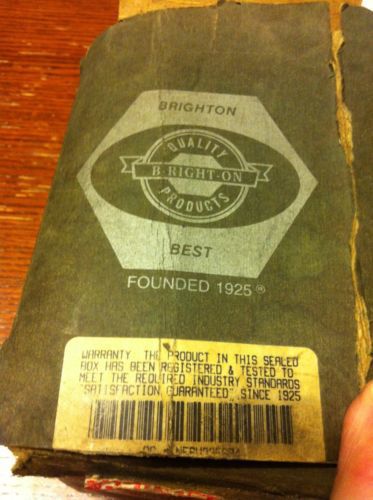 BRIGHTON
QUALITY
B·RIGHT·ON
PRODUCTS
BEST
FOUNDED 1925®
WARRANTY THE PRODUCT IN THIS SEALED
BOX HAS BEEN REGISTERED & TESTED TO
MEET THE REQUIRED INDUSTRY STANDARDS
"SATISFACTION GUARANTEED" SINCE 1925